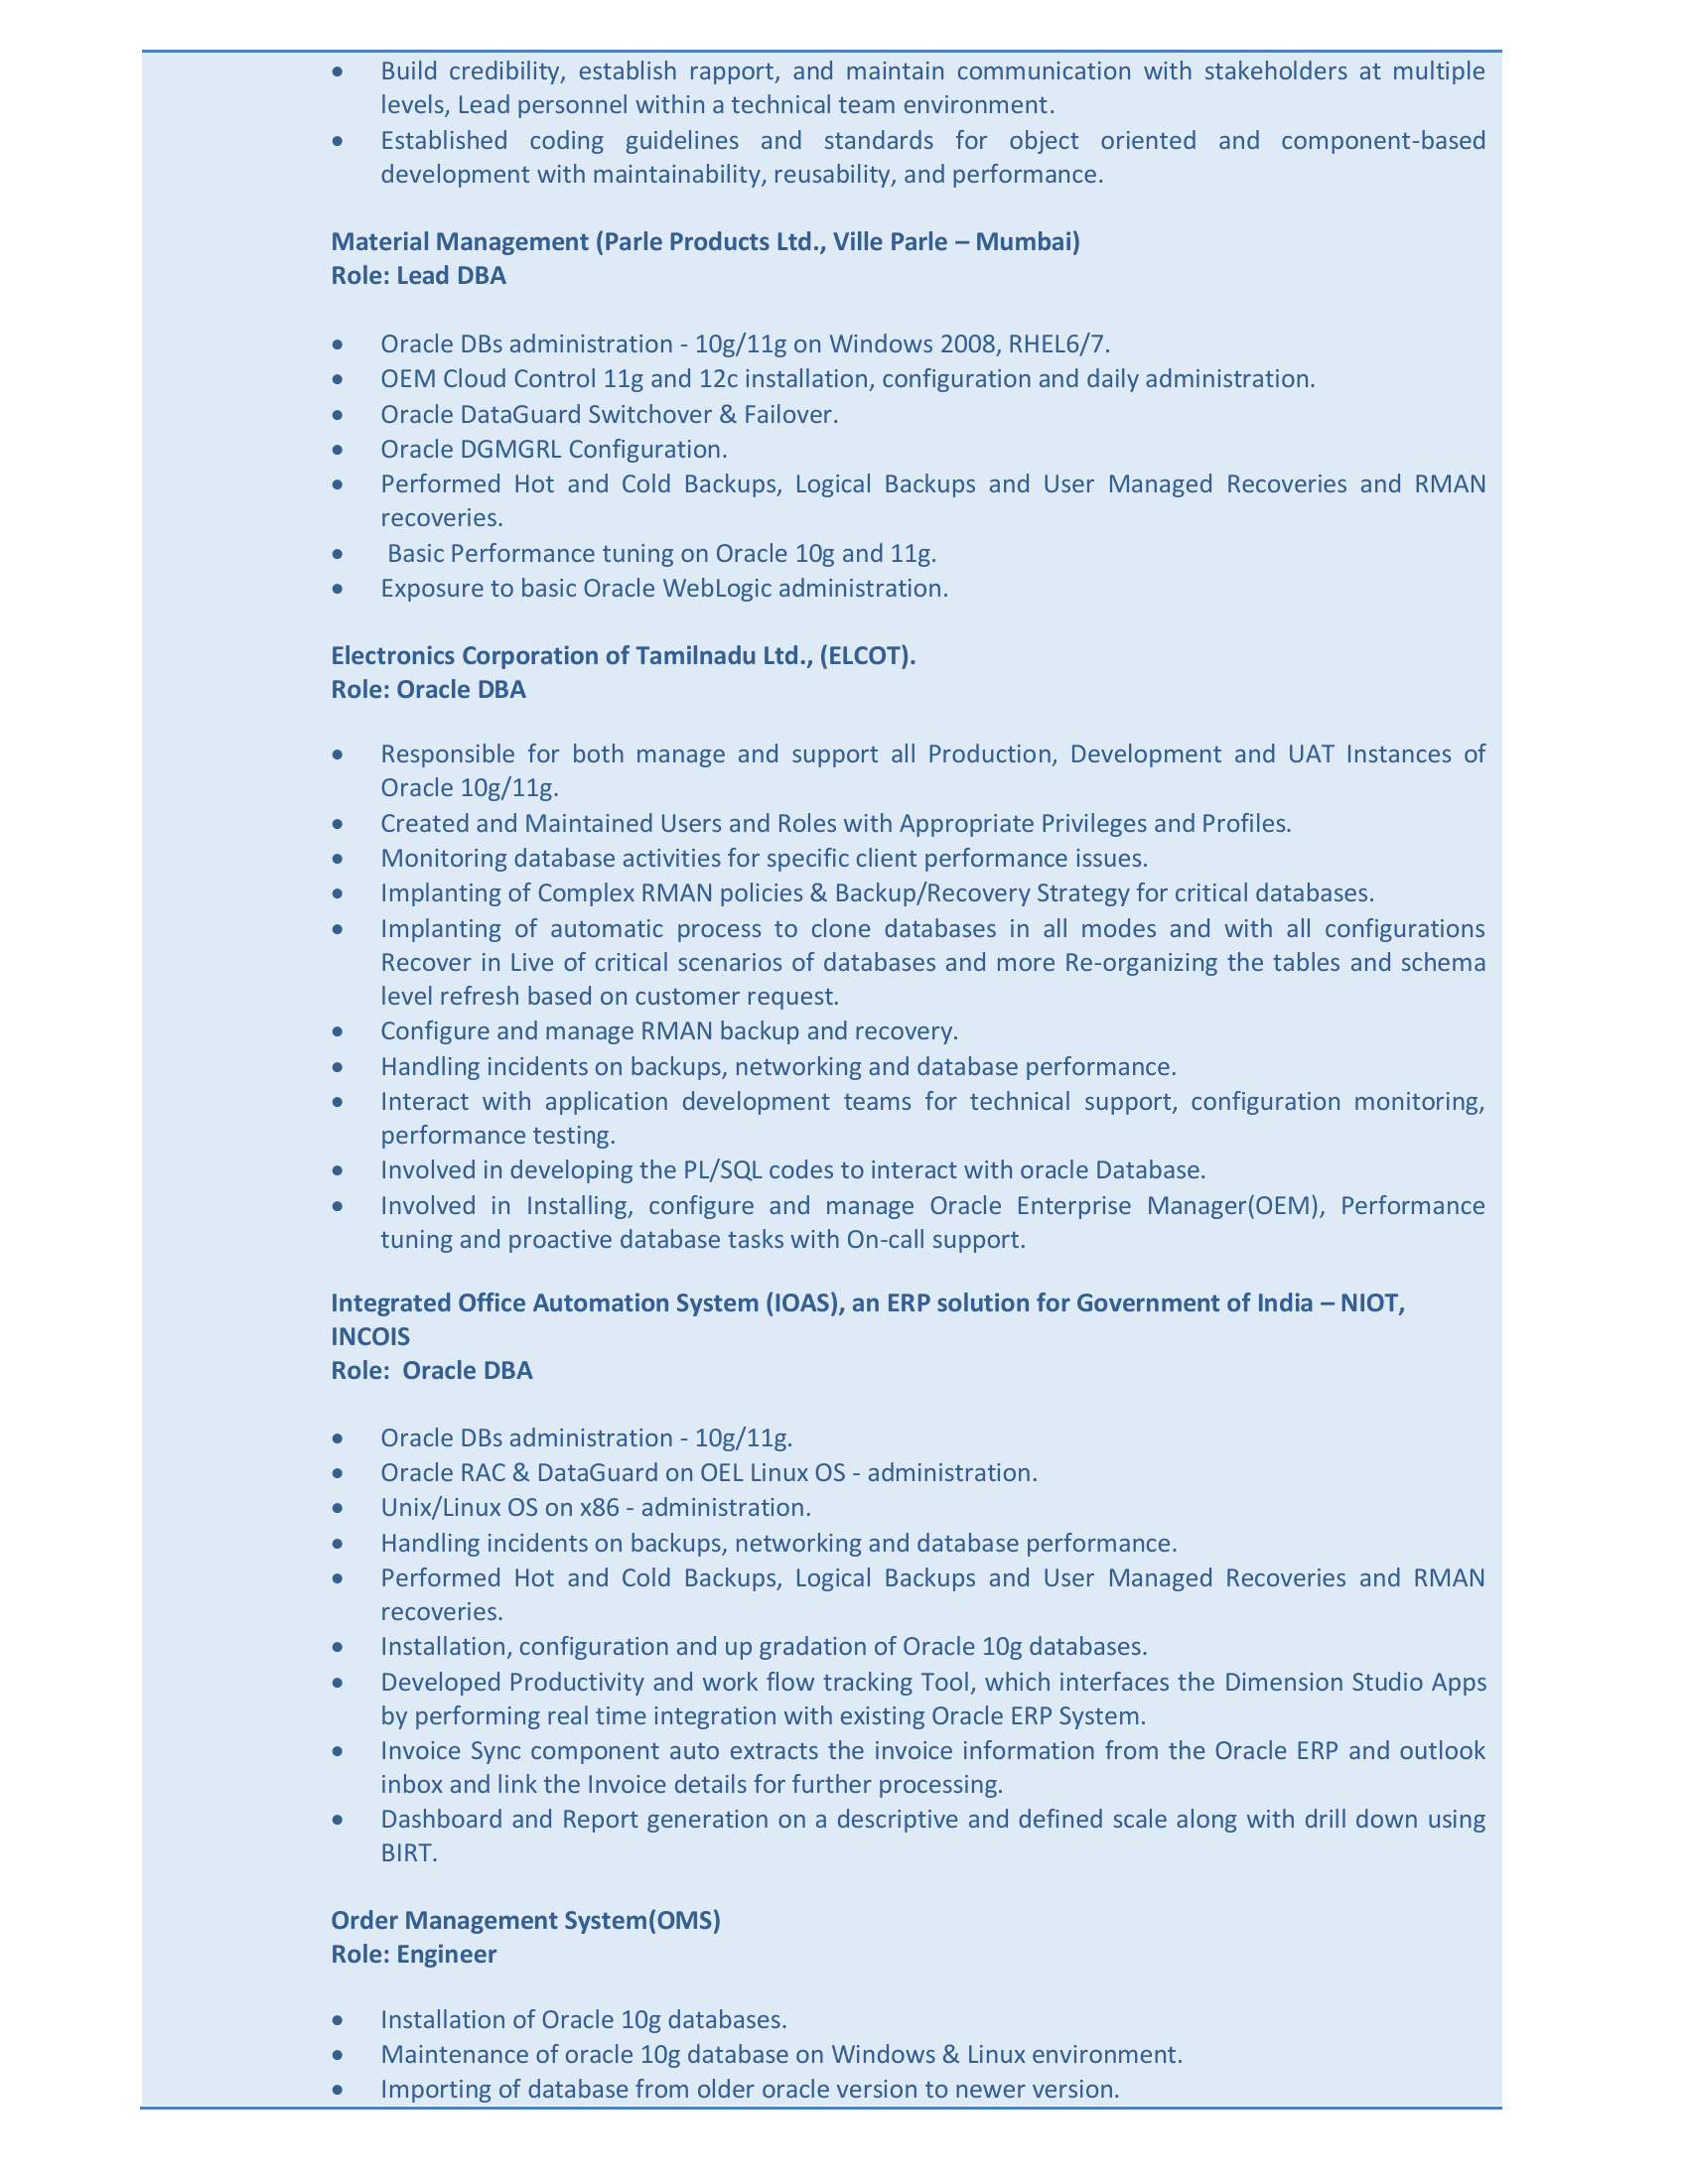 • Build credibility, establish rapport, and maintain communication with stakeholders at multiple
levels, Lead personnel within a technical team environment.
• Established coding guidelines and standards for object oriented and component-based
development with maintainability, reusability, and performance.
Material Management (Parle Products Ltd., Ville Parle – Mumbai)
Role: Lead DBA
• Oracle DBs administration - 10g/11g on Windows 2008, RHEL6/7.
• OEM Cloud Control 11g and 12c installation, configuration and daily administration.
• Oracle DataGuard Switchover & Failover.
• Oracle DGMGRL Configuration.
• Performed Hot and Cold Backups, Logical Backups and User Managed Recoveries and RMAN
recoveries.
• Basic Performance tuning on Oracle 10g and 11g.
• Exposure to basic Oracle WebLogic administration.
Electronics Corporation of Tamilnadu Ltd., (ELCOT).
Role: Oracle DBA
• Responsible for both manage and support all Production, Development and UAT Instances of
Oracle 10g/11g.
• Created and Maintained Users and Roles with Appropriate Privileges and Profiles.
• Monitoring database activities for specific client performance issues.
• Implanting of Complex RMAN policies & Backup/Recovery Strategy for critical databases.
• Implanting of automatic process to clone databases in all modes and with all configurations
Recover in Live of critical scenarios of databases and more Re-organizing the tables and schema
level refresh based on customer request.
• Configure and manage RMAN backup and recovery.
• Handling incidents on backups, networking and database performance.
• Interact with application development teams for technical support, configuration monitoring,
performance testing.
• Involved in developing the PL/SQL codes to interact with oracle Database.
• Involved in Installing, configure and manage Oracle Enterprise Manager(OEM), Performance
tuning and proactive database tasks with On-call support.
Integrated Office Automation System (IOAS), an ERP solution for Government of India – NIOT,
INCOIS
Role:  Oracle DBA
• Oracle DBs administration - 10g/11g.
• Oracle RAC & DataGuard on OEL Linux OS - administration.
• Unix/Linux OS on x86 - administration.
• Handling incidents on backups, networking and database performance.
• Performed Hot and Cold Backups, Logical Backups and User Managed Recoveries and RMAN
recoveries.
• Installation, configuration and up gradation of Oracle 10g databases.
• Developed Productivity and work flow tracking Tool, which interfaces the Dimension Studio Apps
by performing real time integration with existing Oracle ERP System.
• Invoice Sync component auto extracts the invoice information from the Oracle ERP and outlook
inbox and link the Invoice details for further processing.
• Dashboard and Report generation on a descriptive and defined scale along with drill down using
BIRT.
Order Management System(OMS)
Role: Engineer
• Installation of Oracle 10g databases.
• Maintenance of oracle 10g database on Windows & Linux environment.
• Importing of database from older oracle version to newer version.